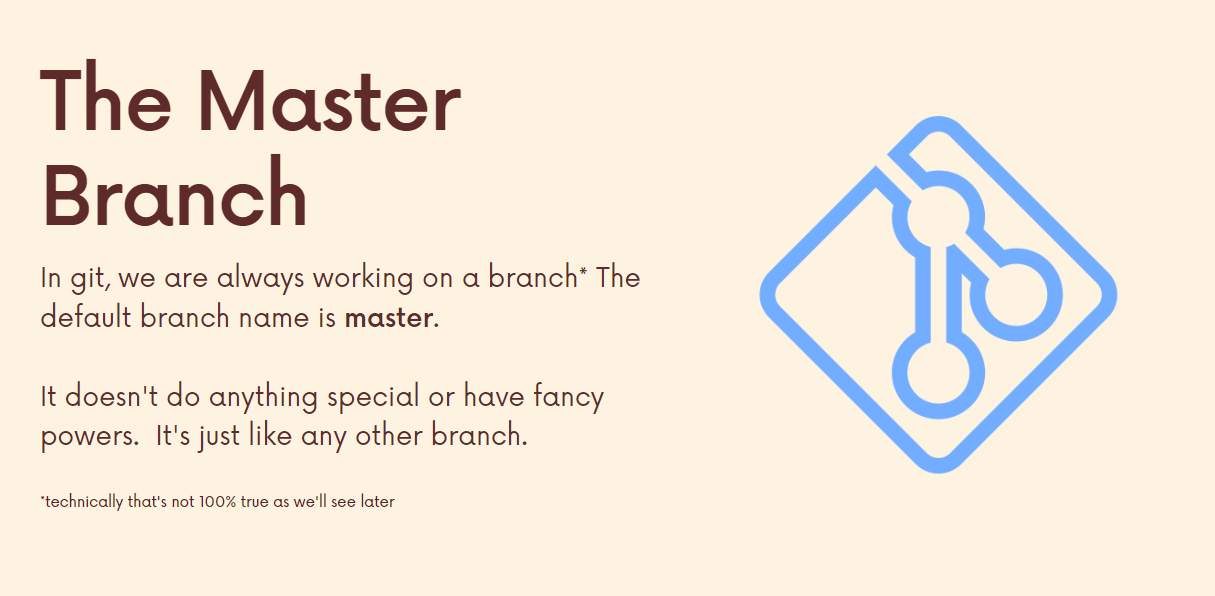 The Master
Branch
In git, we are always working on a branch* The
default branch name is master.
It doesn't do anything special or have fancy
powers.  It's just like any other branch.
*technically that's not 100% true as we'll see later